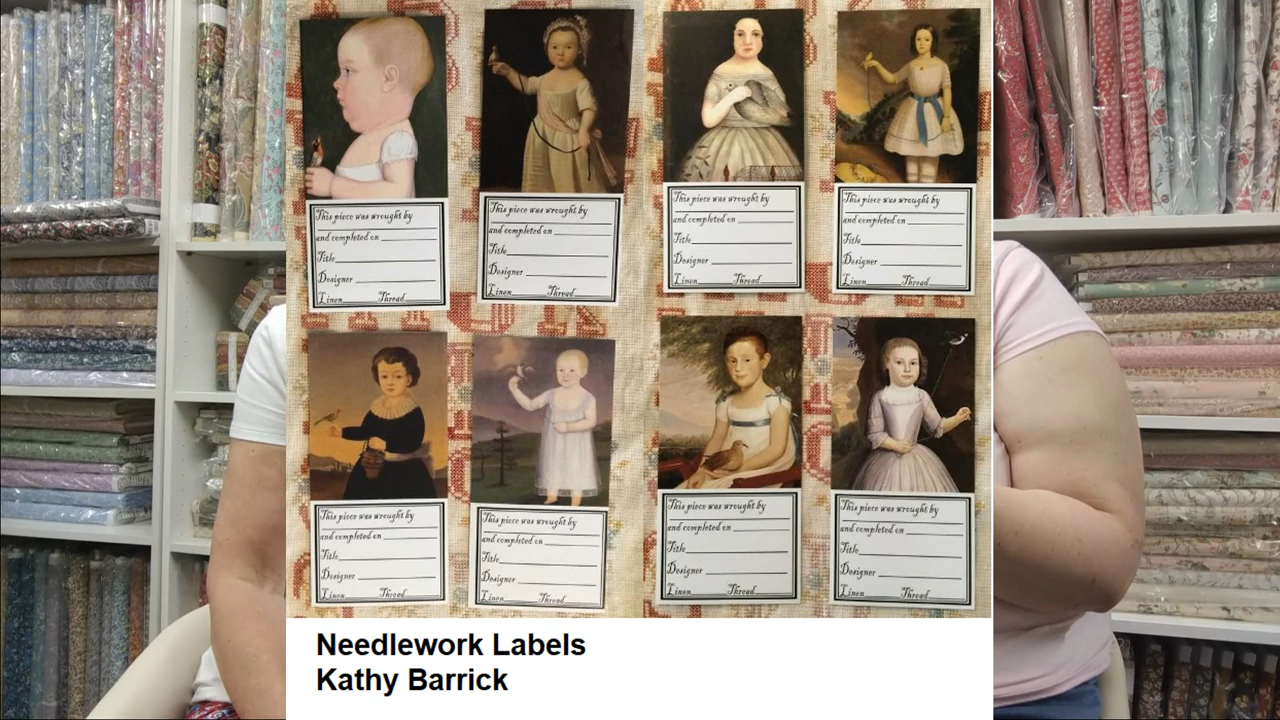 This piece was wrought by
and completed on
Title
Designer
Linen Thread
This piece was wrought by
and completed on
Title
Designer
Linen Thread
This piece was wrought by
and completed on
Title
Designer
Linen Thread
This piece was wrought by
and completed on
Title
Designer
Linen Thread
This piece was wrought by
and completed on
Title
Designer
Linen Thread
This piece was wrought by
and completed on
Title
Designer
Linen Thread
This piece was wrought by
and completed on
Title
Designer
Linen Thread
This piece was wrought by
and completed on
Title
Designer
Linen Thread
Needlework Labels
Kathy Barrick